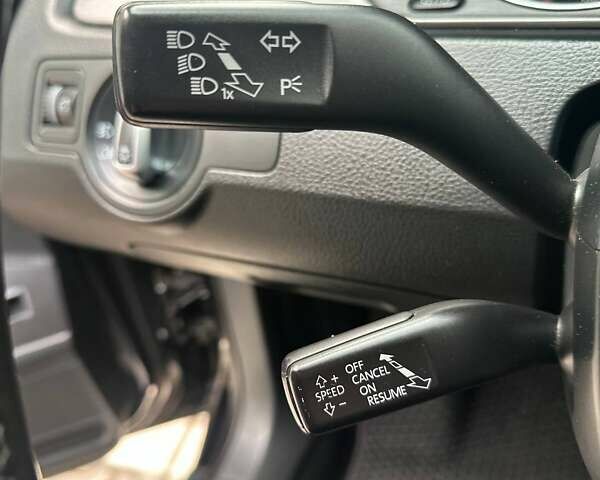 1x P
OFF
+ CANCEL
SPEED ON
- RESUME